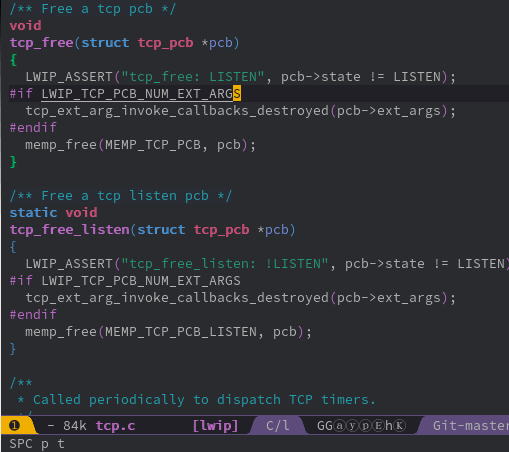 /** Free a tcp pcb */
void
tcp_free(struct tcp_pcb *pcb)
{
  LWIP_ASSERT("tcp_free: LISTEN", pcb->state != LISTEN);
#if LWIP_TCP_PCB_NUM_EXT_ARGS
  tcp_ext_arg_invoke_callbacks_destroyed(pcb->ext_args);
#endif
  memp_free(MEMP_TCP_PCB, pcb);
}

/** Free a tcp listen pcb */
static void
tcp_free_listen(struct tcp_pcb *pcb)
{
  LWIP_ASSERT("tcp_free_listen: !LISTEN", pcb->state != LISTEN)
#if LWIP_TCP_PCB_NUM_EXT_ARGS
  tcp_ext_arg_invoke_callbacks_destroyed(pcb->ext_args);
#endif
  memp_free(MEMP_TCP_PCB_LISTEN, pcb);
}

/**
 * Called periodically to dispatch TCP timers.
❶ - 84k tcp.c [lwip] C/l GGⓐⓨⓟⒺhⓀ Git-master
SPC p t